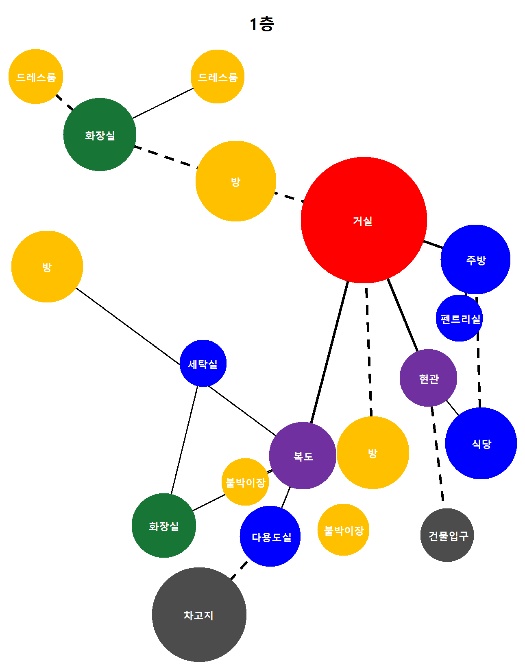 1층
드레스룸
드레스룸
화장실
방
거실
주방
방
펜트리실
세탁실
현관
식당
복도
방
붙박이장
화장실
다용도실
붙박이장
건물입구
차고지